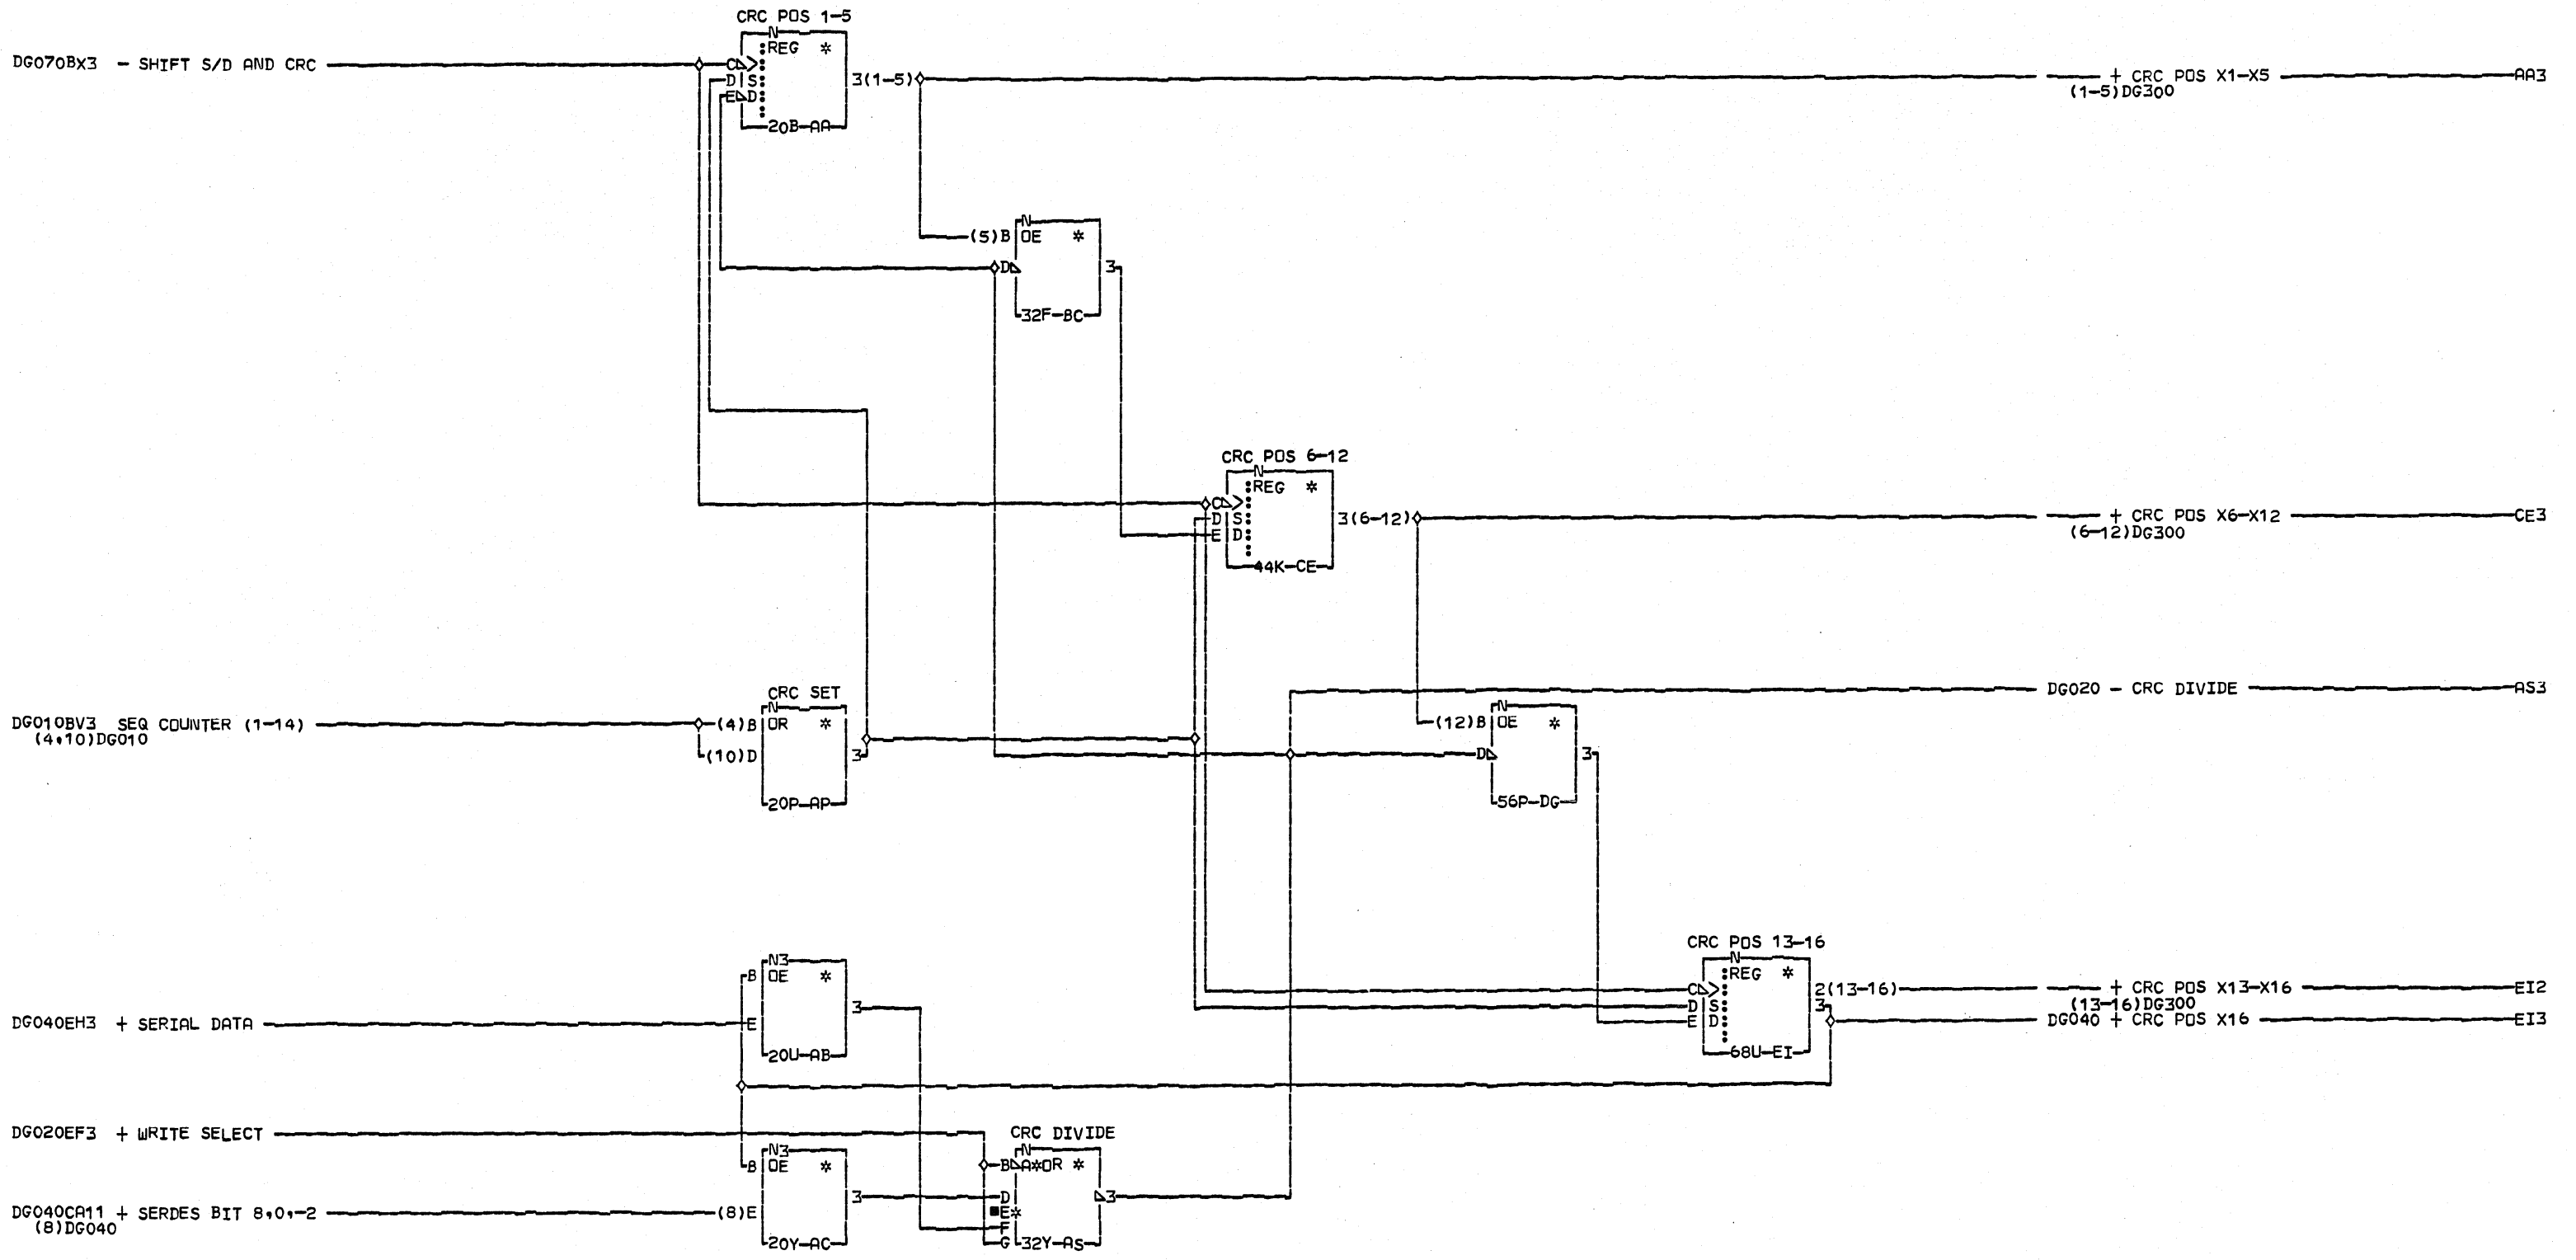 CRC POS 1-5
N
REG *
DG070BX3 - SHIFT S/D AND CRC
C
D S
E D
3(1-5)
+ CRC POS X1-X5
AA3
(1-5)DG300
20B-AA
N
(5)B OE *
D
3
32F-BC
CRC POS 6-12
N
REG *
C
D S
E D
3(6-12)
+ CRC POS X6-X12
CE3
(6-12)DG300
44K-CE
DG020 - CRC DIVIDE
AS3
CRC SET
N
DG010BV3 SEQ COUNTER (1-14)
(4,10)DG010
(4)B OR *
(10)D
3
20P-AP
N
(12)B OE *
D
3
56P-DG
CRC POS 13-16
N
REG *
C
D S
E D
2(13-16)
3
+ CRC POS X13-X16
EI2
(13-16)DG300
DG040 + CRC POS X16
EI3
68U-EI
N3
B OE *
3
DG040EH3 + SERIAL DATA
E
20U-AB
DG020EF3 + WRITE SELECT
CRC DIVIDE
N3
B OE *
3
N
B A*OR *
D
3
E*
F
G
32Y-AS
DG040CA11 + SERDES BIT 8,0,-2
(8)DG040
(8)E
20Y-AC